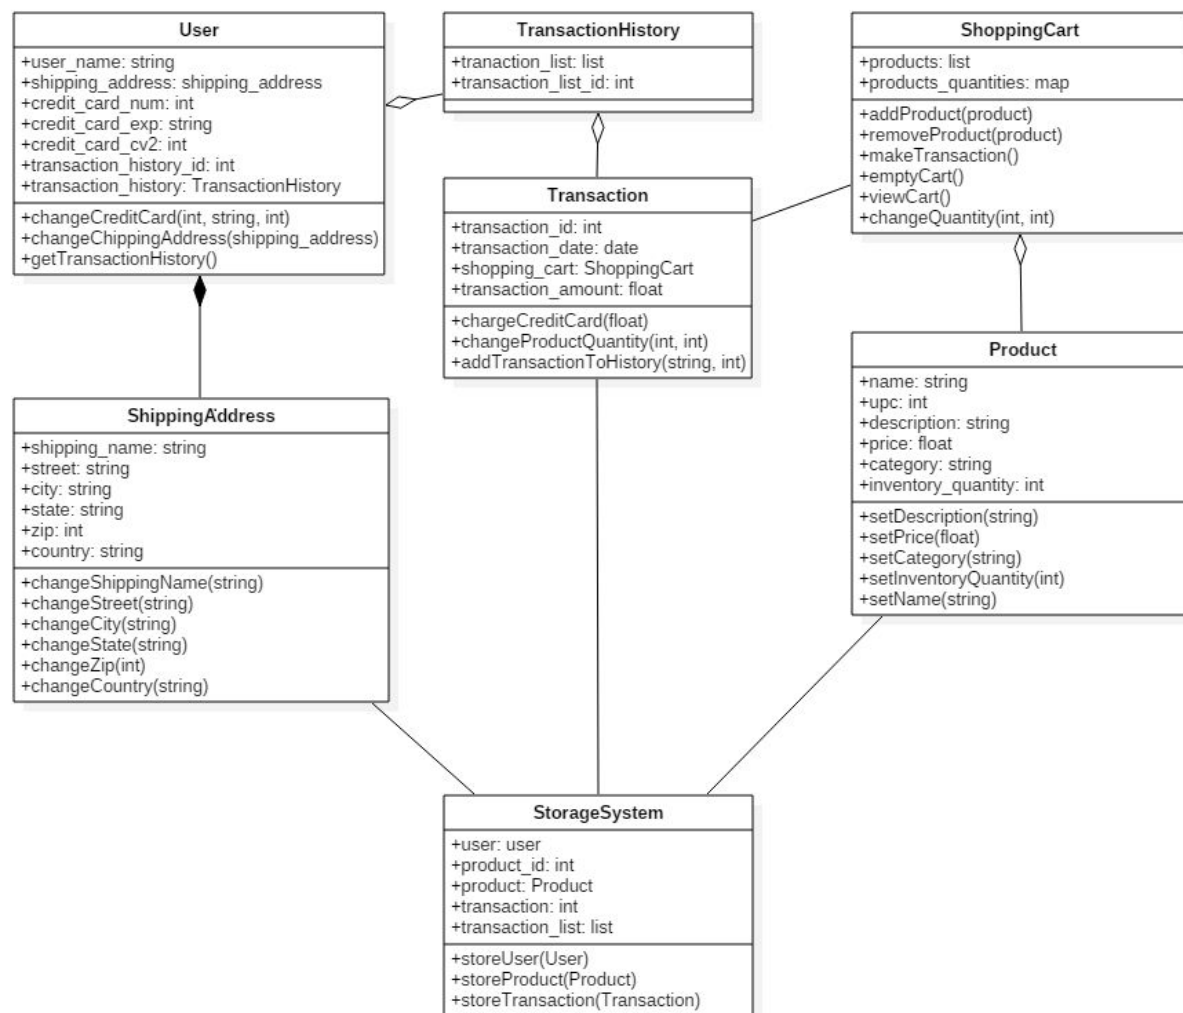 User
+user_name: string
+shipping_address: shipping_address
+credit_card_num: int
+credit_card_exp: string
+credit_card_cv2: int
+transaction_history_id: int
+transaction_history: TransactionHistory
+changeCreditCard(int, string, int)
+changeChippingAddress(shipping_address)
+getTransactionHistory()
TransactionHistory
+tranaction_list: list
+transaction_list_id: int
ShoppingCart
+products: list
+products_quantities: map
+addProduct(product)
+removeProduct(product)
+makeTransaction()
+emptyCart()
+viewCart()
+changeQuantity(int, int)
Transaction
+transaction_id: int
+transaction_date: date
+shopping_cart: ShoppingCart
+transaction_amount: float
+chargeCreditCard(float)
+changeProductQuantity(int, int)
+addTransactionToHistory(string, int)
Product
+name: string
+upc: int
+description: string
+price: float
+category: string
+inventory_quantity: int
+setDescription(string)
+setPrice(float)
+setCategory(string)
+setInventoryQuantity(int)
+setName(string)
ShippingAddress
+shipping_name: string
+street: string
+city: string
+state: string
+zip: int
+country: string
+changeShippingName(string)
+changeStreet(string)
+changeCity(string)
+changeState(string)
+changeZip(int)
+changeCountry(string)
StorageSystem
+user: user
+product_id: int
+product: Product
+transaction: int
+transaction_list: list
+storeUser(User)
+storeProduct(Product)
+storeTransaction(Transaction)